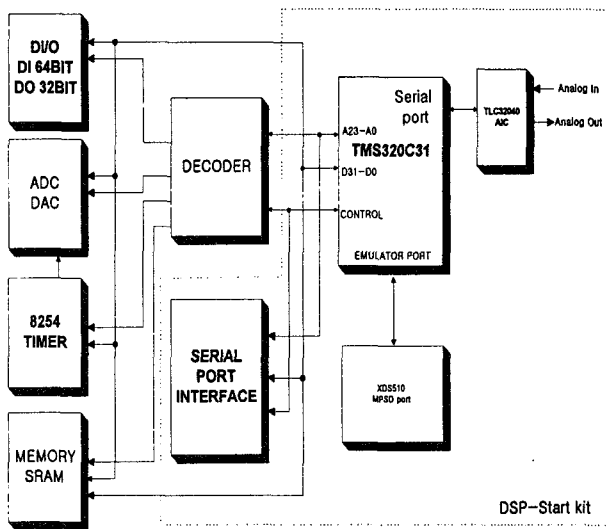 DI/O
DI 64BIT
DO 32BIT
ADC
DAC
8254
TIMER
MEMORY
SRAM
DECODER
SERIAL
PORT
INTERFACE
Serial
port
A23-A0
TMS320C31
D31-D0
CONTROL
EMULATOR PORT
TLC32040
AIC
Analog In
Analog Out
XDS510
MPSD port
DSP-Start kit